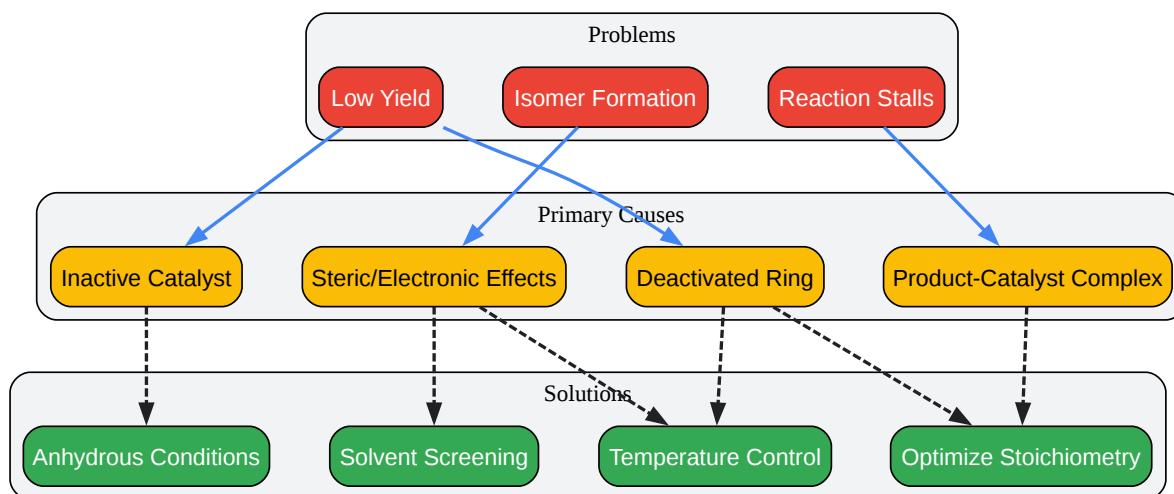 Problems
Low Yield
Isomer Formation
Reaction Stalls
Primary Causes
Inactive Catalyst
Steric/Electronic Effects
Deactivated Ring
Product-Catalyst Complex
Solutions
Anhydrous Conditions
Solvent Screening
Temperature Control
Optimize Stoichiometry